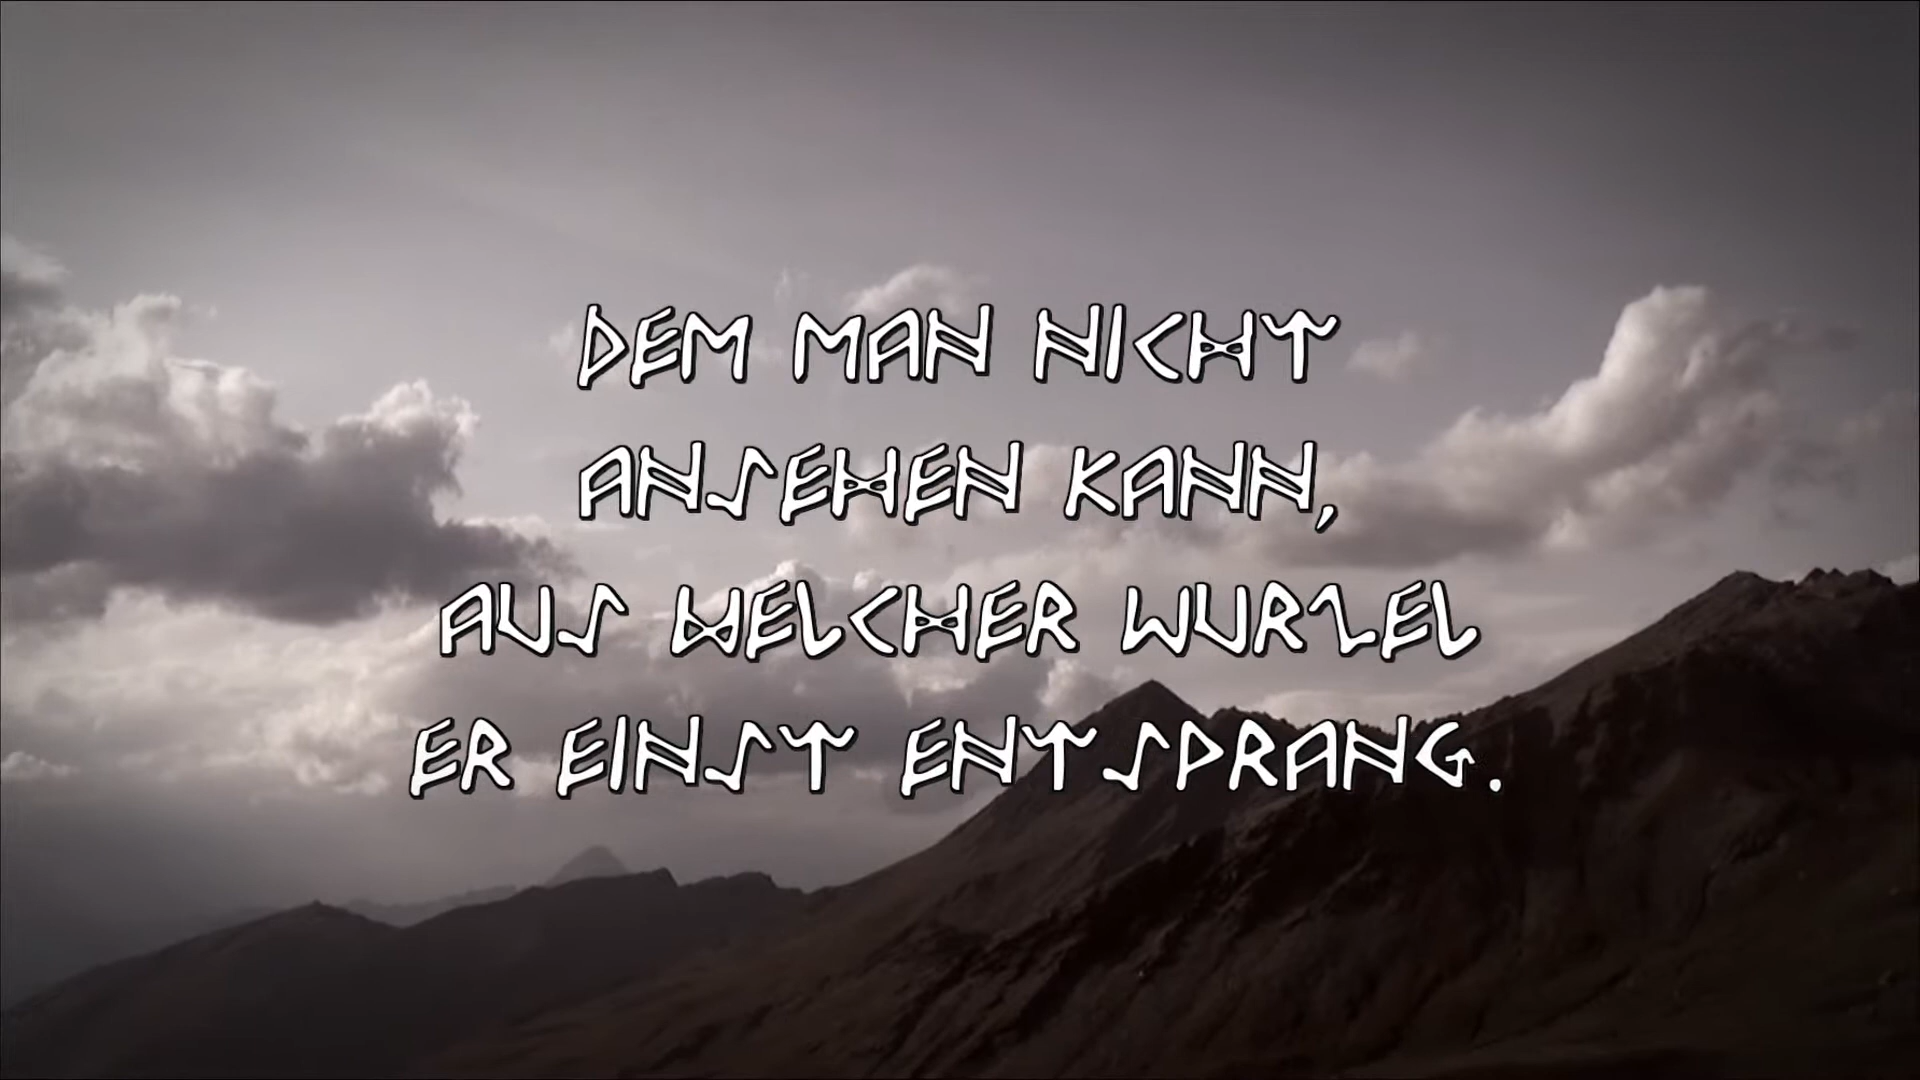 DEM MAN NICHT
ANSEHEN KANN,
AUS WELCHER WURZEL
ER EINST ENTSPRANG.